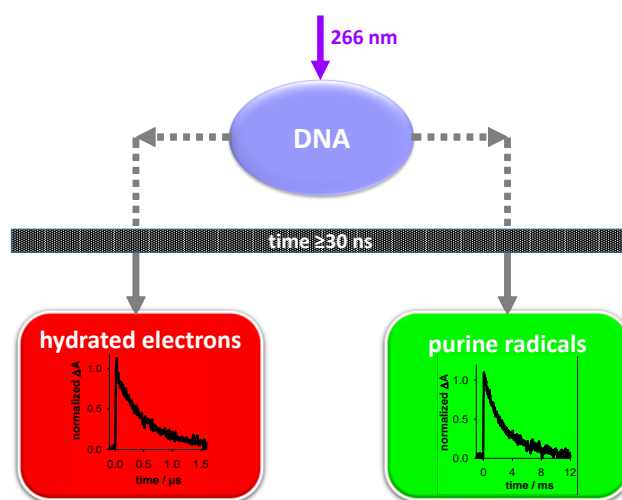 266 nm
DNA
time ≥30 ns
hydrated electrons
normalized ΔA
1.0
0.5
0.0
0.0 0.5 1.0 1.5
time / µs
purine radicals
normalized ΔA
1.0
0.5
0.0
0 4 8 12
time / ms